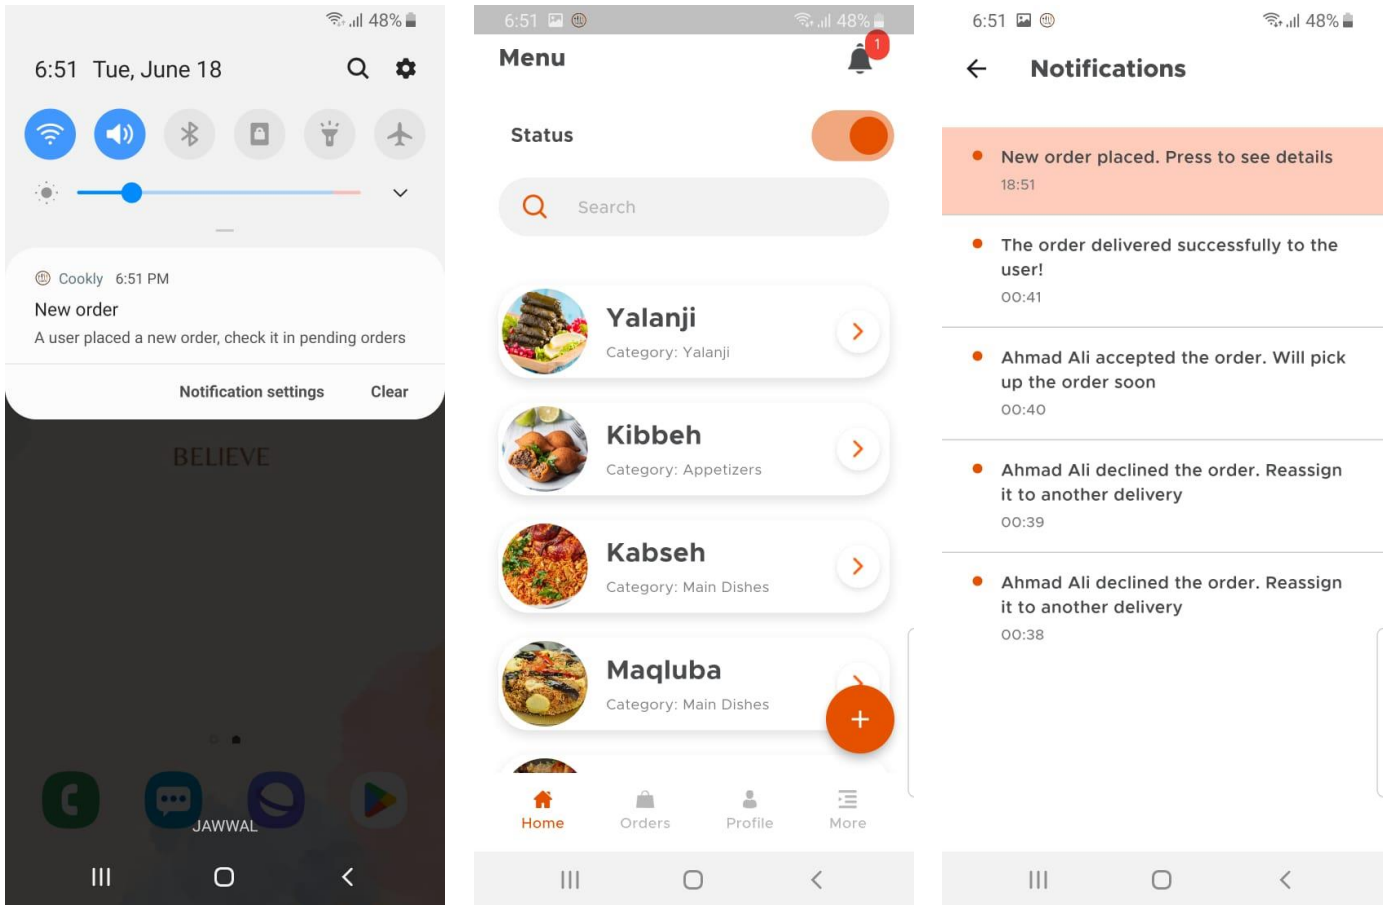 48%
6:51 Tue, June 18
Cookly 6:51 PM
New order
A user placed a new order, check it in pending orders
Notification settings Clear
BELIEVE
JAWWAL
6:51 48%
Menu
1
Status
Search
Yalanji
Category: Yalanji
Kibbeh
Category: Appetizers
Kabseh
Category: Main Dishes
Maqluba
Category: Main Dishes
Home Orders Profile More
6:51 48%
Notifications
New order placed. Press to see details
18:51
The order delivered successfully to the
user!
00:41
Ahmad Ali accepted the order. Will pick
up the order soon
00:40
Ahmad Ali declined the order. Reassign
it to another delivery
00:39
Ahmad Ali declined the order. Reassign
it to another delivery
00:38